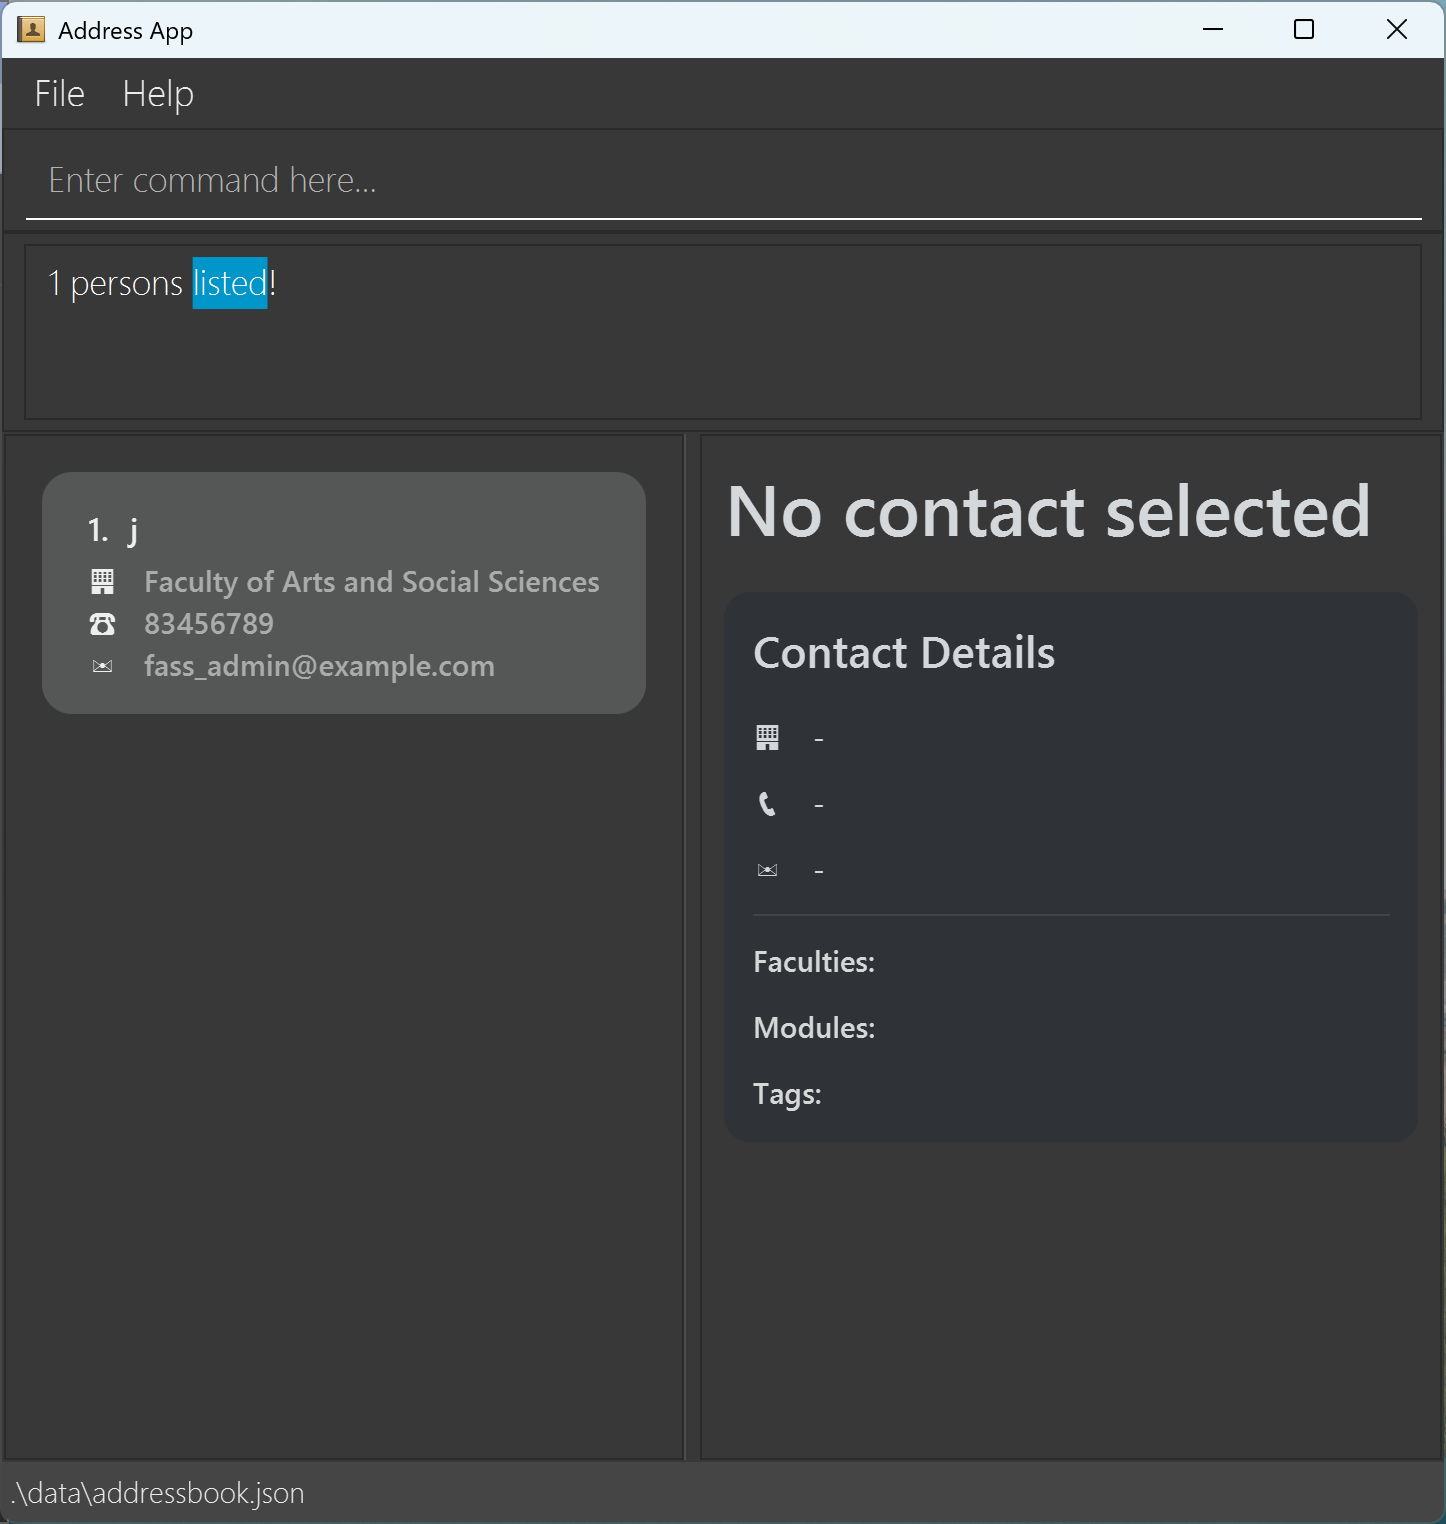 Address App
File Help
Enter command here...
1 persons listed!
1. j
Faculty of Arts and Social Sciences
83456789
fass_admin@example.com
No contact selected
Contact Details
-
-
-
Faculties:
Modules:
Tags:
.\data\addressbook.json